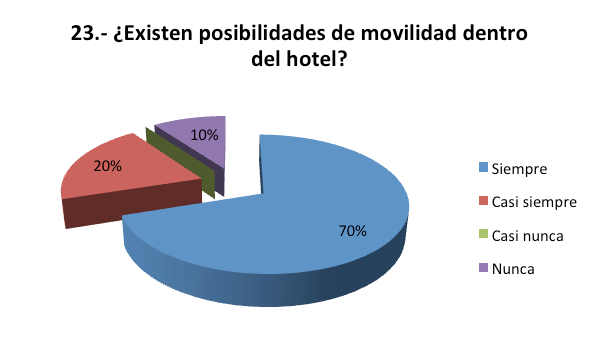 23.- ¿Existen posibilidades de movilidad dentro
del hotel?
10%
20%
70%
Siempre
Casi siempre
Casi nunca
Nunca